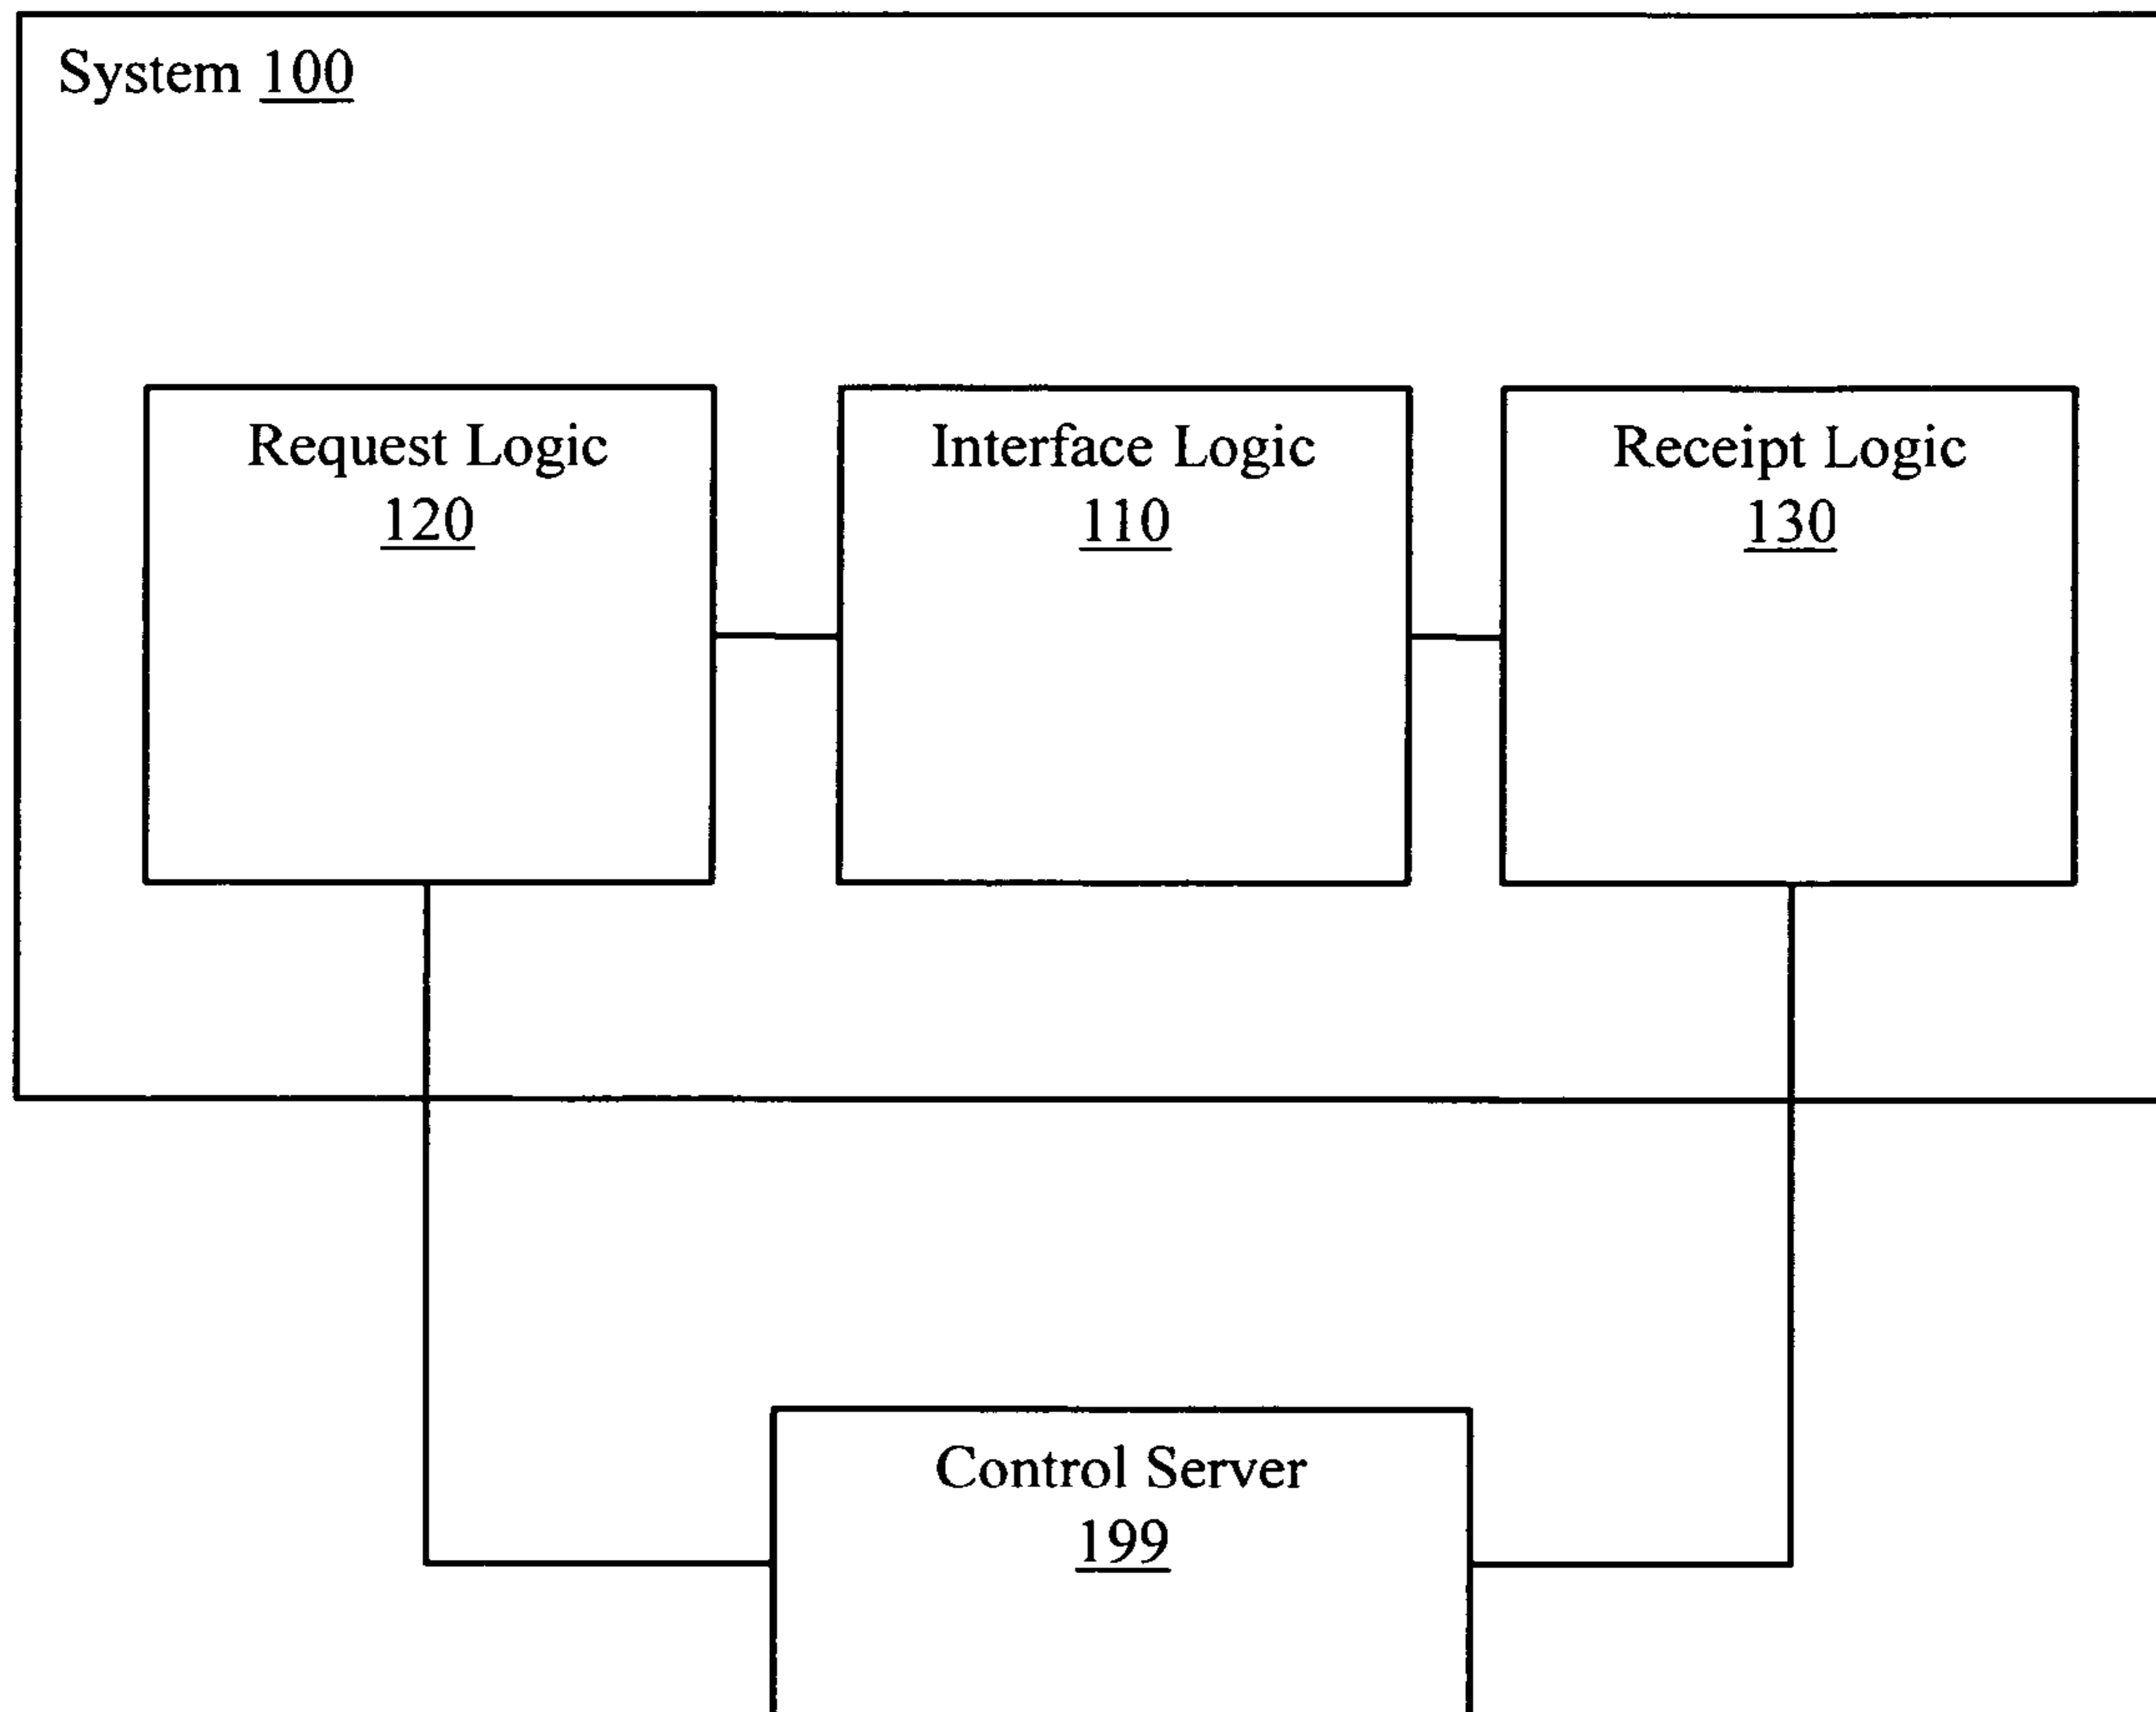 System 100
Request Logic
120
Interface Logic
110
Receipt Logic
130
Control Server
199